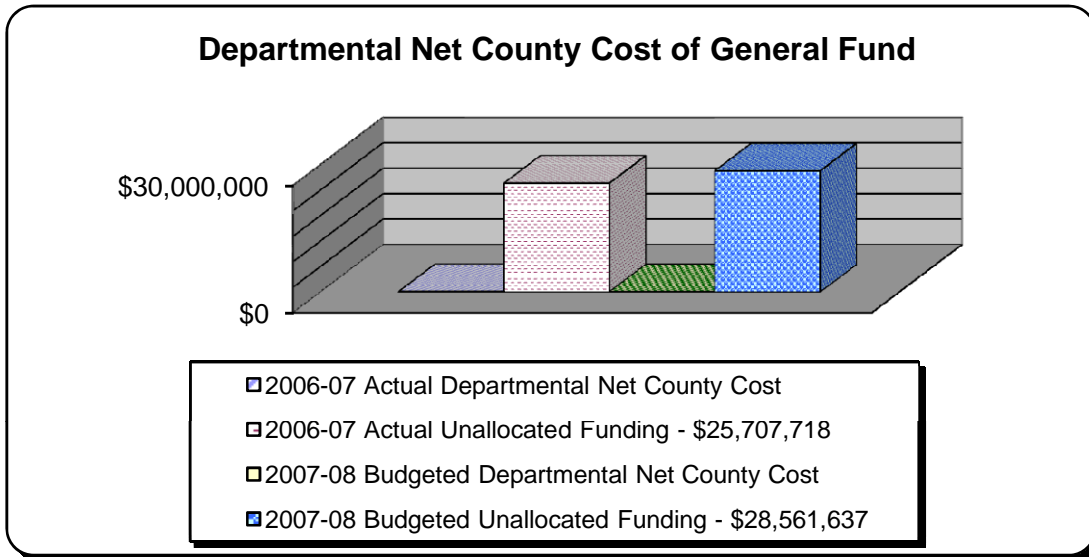 Departmental Net County Cost of General Fund
$30,000,000
$0
2006-07 Actual Departmental Net County Cost
2006-07 Actual Unallocated Funding - $25,707,718
2007-08 Budgeted Departmental Net County Cost
2007-08 Budgeted Unallocated Funding - $28,561,637